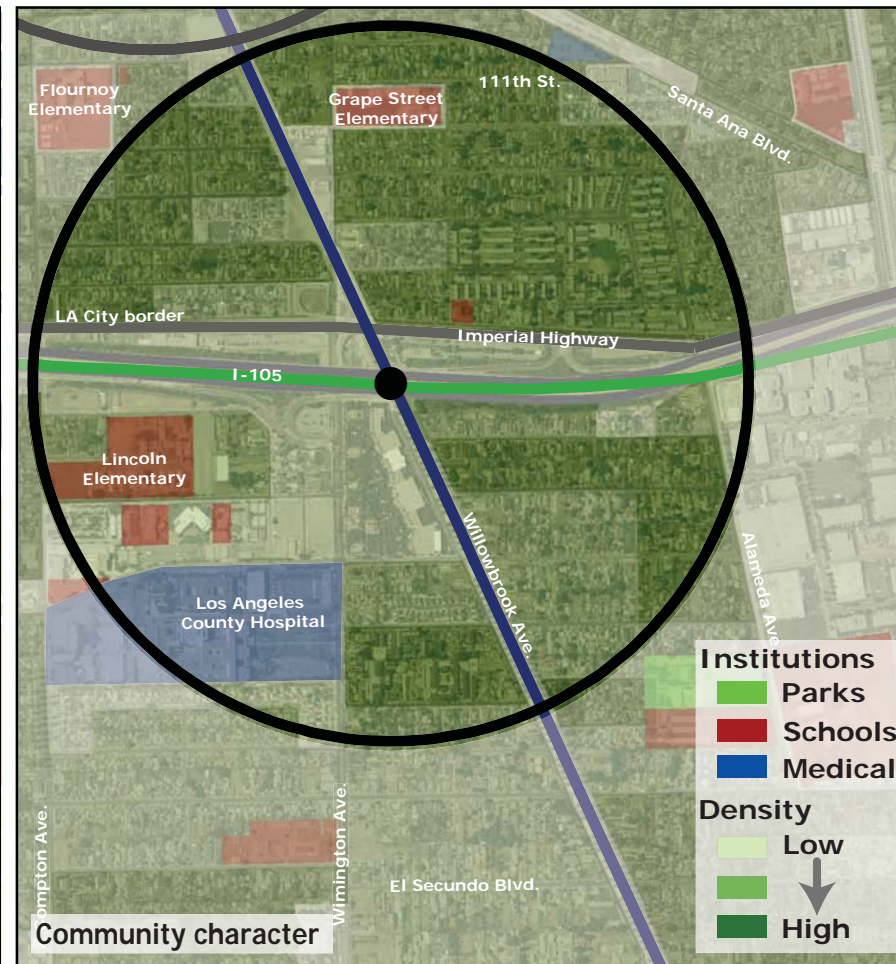 Flournoy
Elementary
Grape Street
Elementary
111th St.
Santa Ana Blvd.
LA City border
Imperial Highway
I-105
Lincoln
Elementary
Willowbrook Ave.
Alameda Ave.
Los Angeles
County Hospital
Institutions
Parks
Schools
Medical
Density
Low
High
ompton Ave.
Wimington Ave.
El Secundo Blvd.
Community character